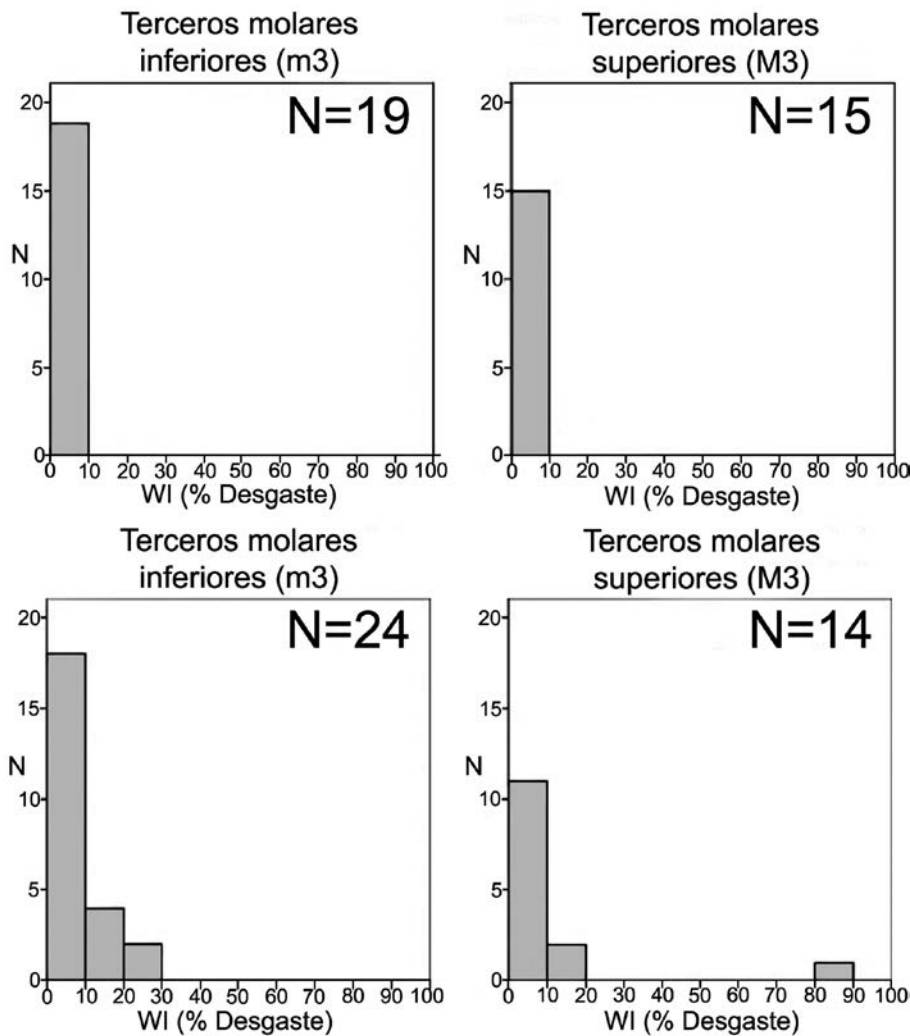 Terceros molares
inferiores (m3)
N=19
20
15
N
10
5
0
0 10 20 30 40 50 60 70 80 90 100
WI (% Desgaste)
Terceros molares
superiores (M3)
N=15
20
15
N
10
5
0
0 10 20 30 40 50 60 70 80 90 100
WI (% Desgaste)
Terceros molares
inferiores (m3)
N=24
20
15
N
10
5
0
0 10 20 30 40 50 60 70 80 90 100
WI (% Desgaste)
Terceros molares
superiores (M3)
N=14
20
15
N
10
5
0
0 10 20 30 40 50 60 70 80 90 100
WI (% Desgaste)